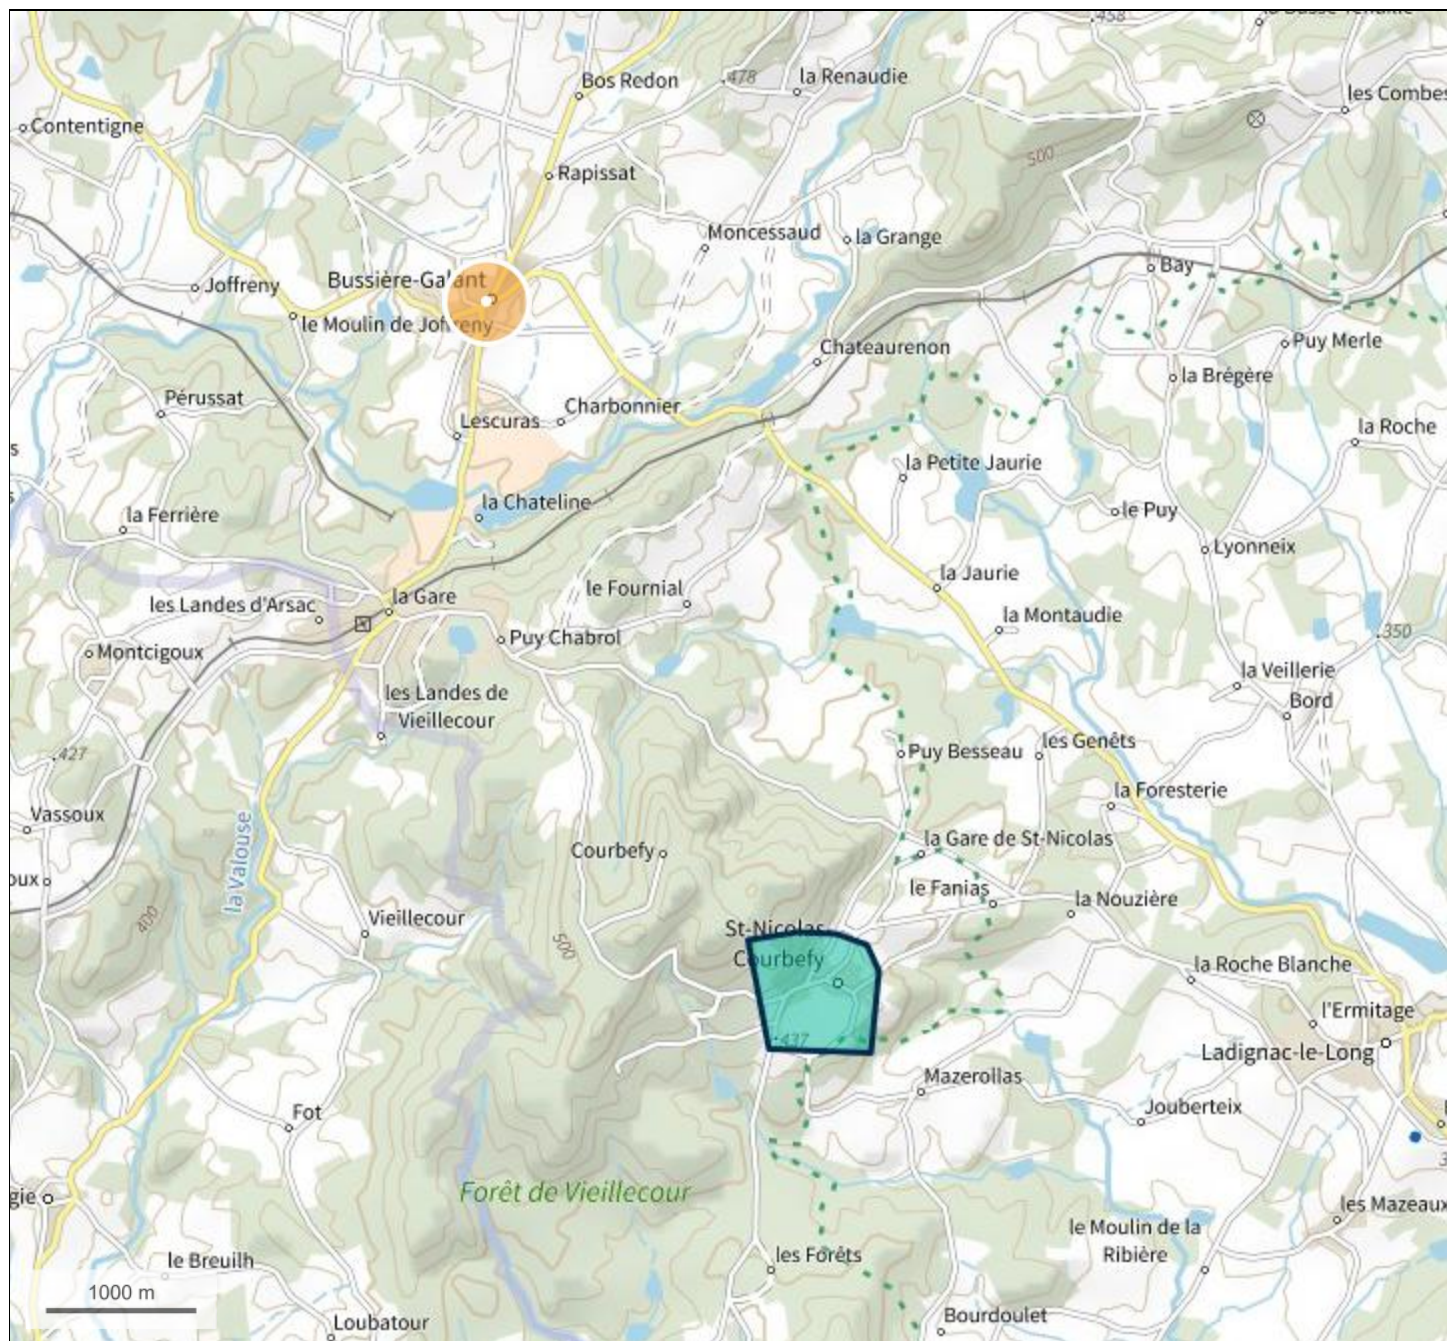 458
Bos Redon
478
la Renaudie
les Combes
Contentigne
500
Rapissat
Moncessaud
la Grange
Bay
Joffreny
Bussière-Galant
le Moulin de Joffreny
Puy Merle
Chateaurenon
la Brégère
Pérussat
Charbonnier
Lescuras
la Roche
la Petite Jaurie
la Chateline
la Ferrière
le Puy
Lyonneix
la Jaurie
le Fournial
la Gare
les Landes d'Arsac
la Montaudie
350
Puy Chabrol
Montcigoux
la Veillerie
les Landes de
Vieillecour
Bord
427
Puy Besseau
les Genêts
la Foresterie
Vassoux
la Valouse
la Gare de St-Nicolas
Courbefy
oux
le Fanias
la Nouzière
400
Vieillecour
500
St-Nicolas
Courbefy
la Roche Blanche
l'Ermitage
437
Ladignac-le-Long
Mazerollas
Jouberteix
Fot
Forêt de Vieillecour
gie
les Mazeaux
le Moulin de la
Ribière
les Forêts
le Breuilh
1000 m
Loubatour
Bourdoulet